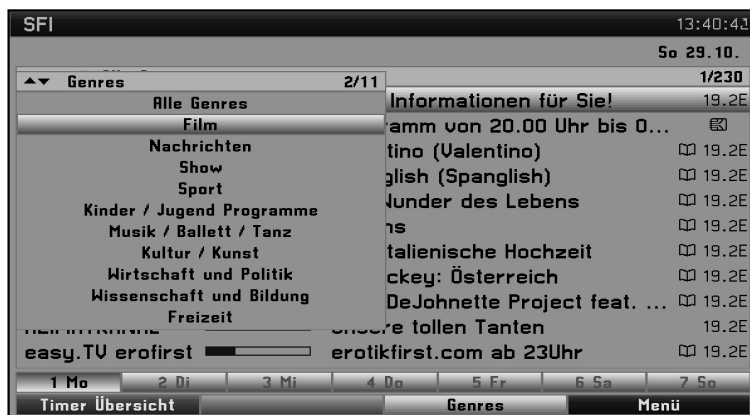 SFI 13:40:42
So 29.10.
Genres 2/11 1/230
Alle Genres Informationen für Sie! 19.2E
Film ramm von 20.00 Uhr bis 0...
Nachrichten tino (Valentino) 19.2E
Show glish (Spanglish) 19.2E
Sport Wunder des Lebens 19.2E
Kinder / Jugend Programme ns 19.2E
Musik / Ballett / Tanz
Kultur / Kunst talienische Hochzeit 19.2E
Wirtschaft und Politik ckey: Österreich 19.2E
Wissenschaft und Bildung DeJohnette Project feat. ... 19.2E
Freizeit
re tollen Tanten 19.2E
easy.TV erofirst erotikfirst.com ab 23Uhr 19.2E
1 Mo 2 Di 3 Mi 4 Do 5 Fr 6 Sa 7 So
Timer Übersicht Genres Menü